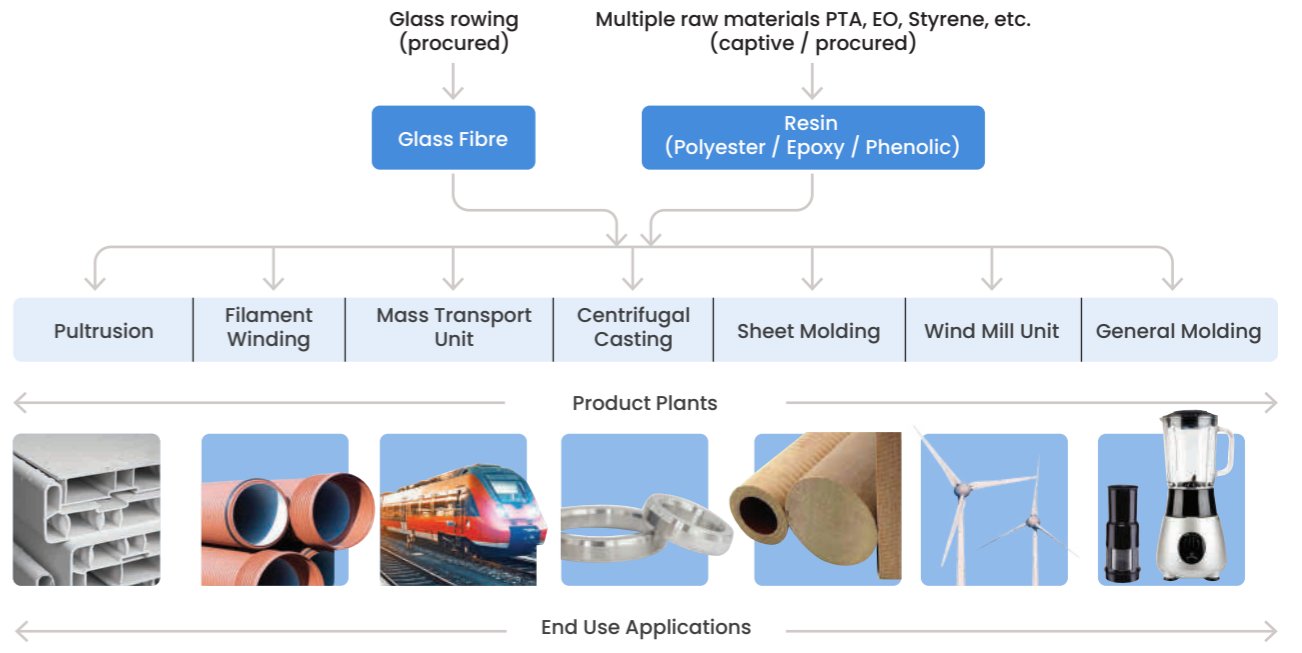 Glass rowing
(procured)
Multiple raw materials PTA, EO, Styrene, etc.
(captive / procured)
Glass Fibre
Resin
(Polyester / Epoxy / Phenolic)
Pultrusion
Filament
Winding
Mass Transport
Unit
Centrifugal
Casting
Sheet Molding
Wind Mill Unit
General Molding
Product Plants
End Use Applications